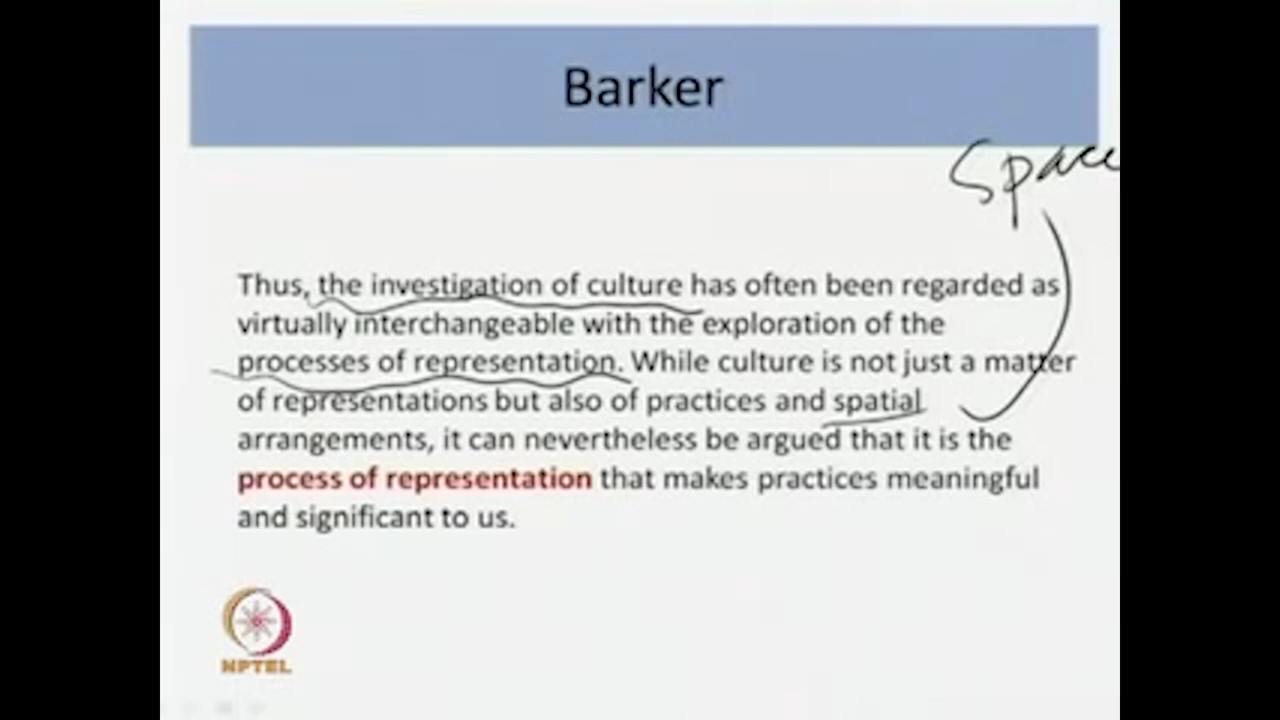 Barker
Space
Thus, the investigation of culture has often been regarded as
virtually interchangeable with the exploration of the
processes of representation. While culture is not just a matter
of representations but also of practices and spatial
arrangements, it can nevertheless be argued that it is the
process of representation that makes practices meaningful
and significant to us.
NPTEL